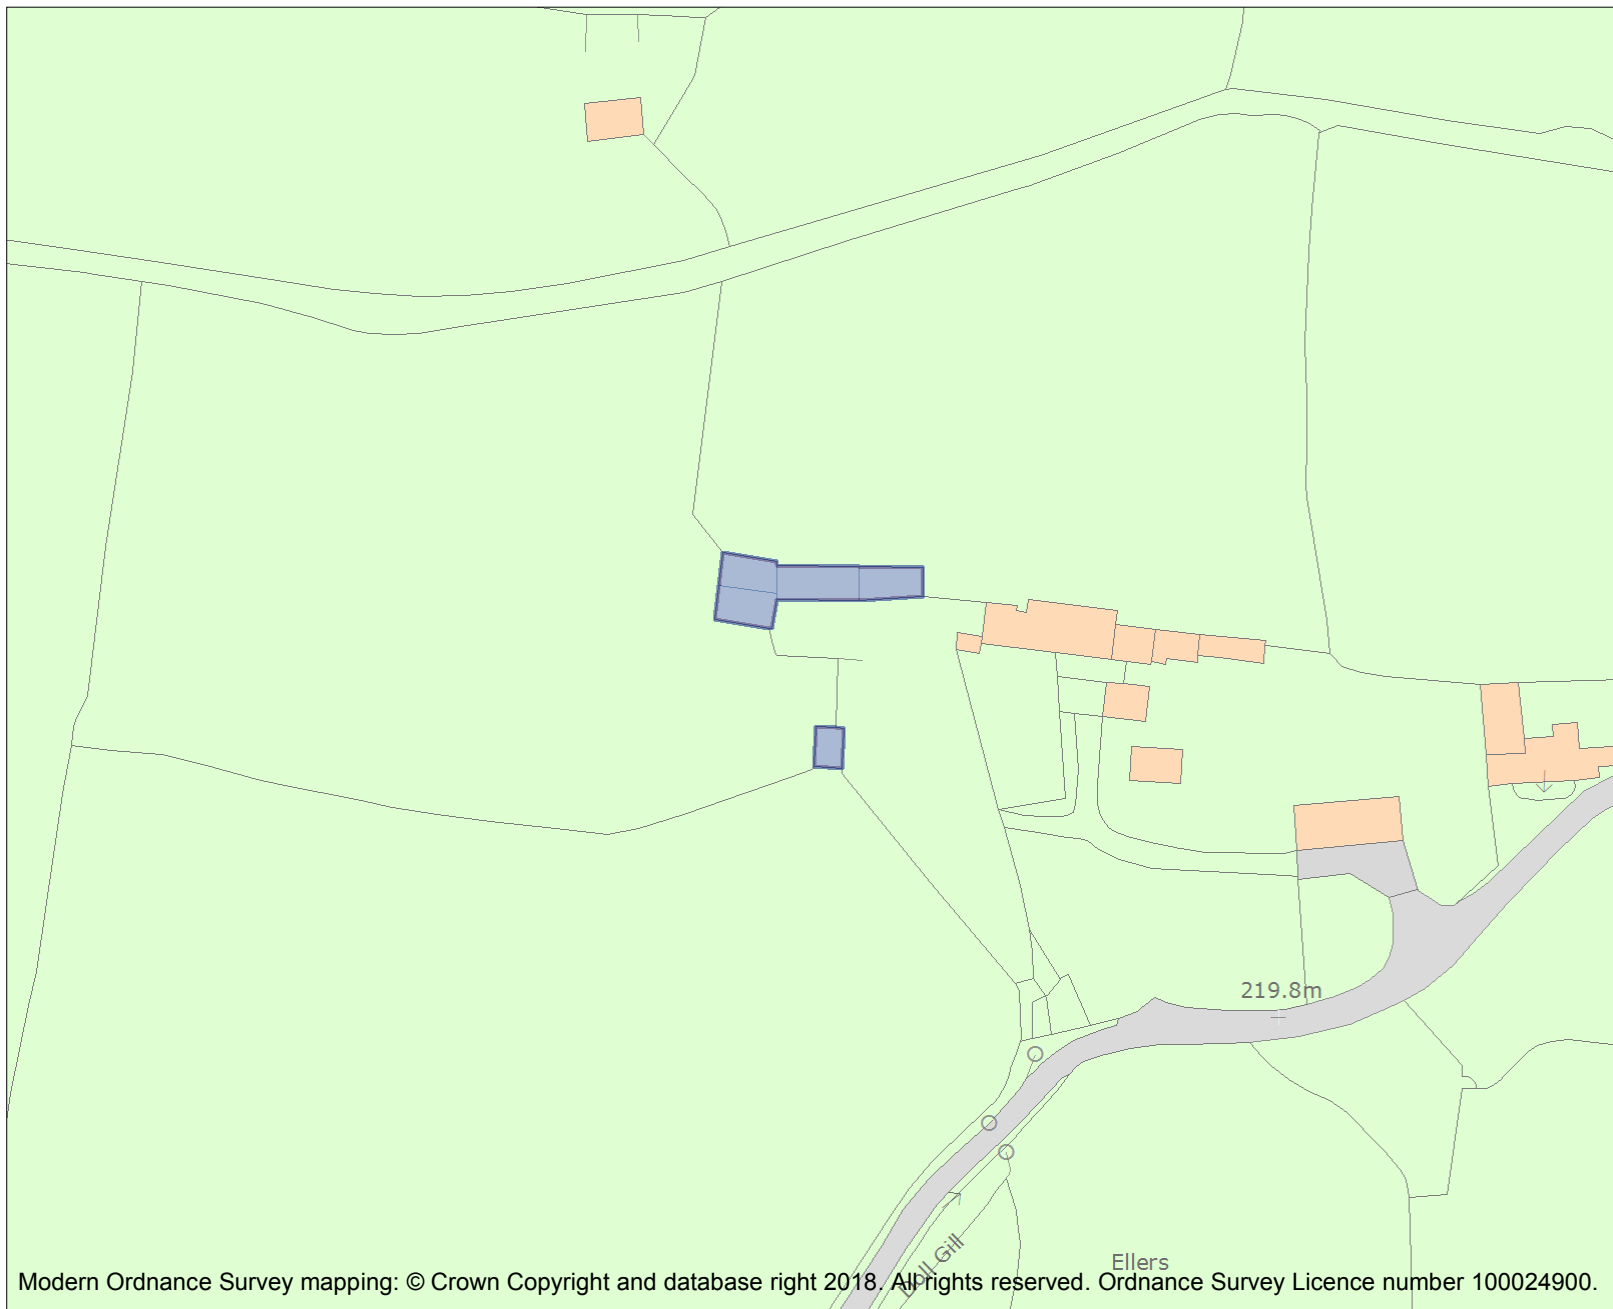 219.8m
Gill
Ellers
Modern Ordnance Survey mapping: © Crown Copyright and database right 2018. All rights reserved. Ordnance Survey Licence number 100024900.